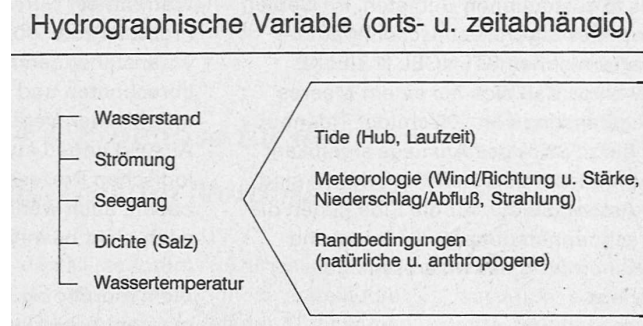 Hydrographische Variable (orts- u. zeitabhängig)
Wasserstand
Strömung
Seegang
Dichte (Salz)
Wassertemperatur
Tide (Hub, Laufzeit)
Meteorologie (Wind/Richtung u. Stärke,
Niederschlag/Abfluß, Strahlung)
Randbedingungen
(natürliche u. anthropogene)